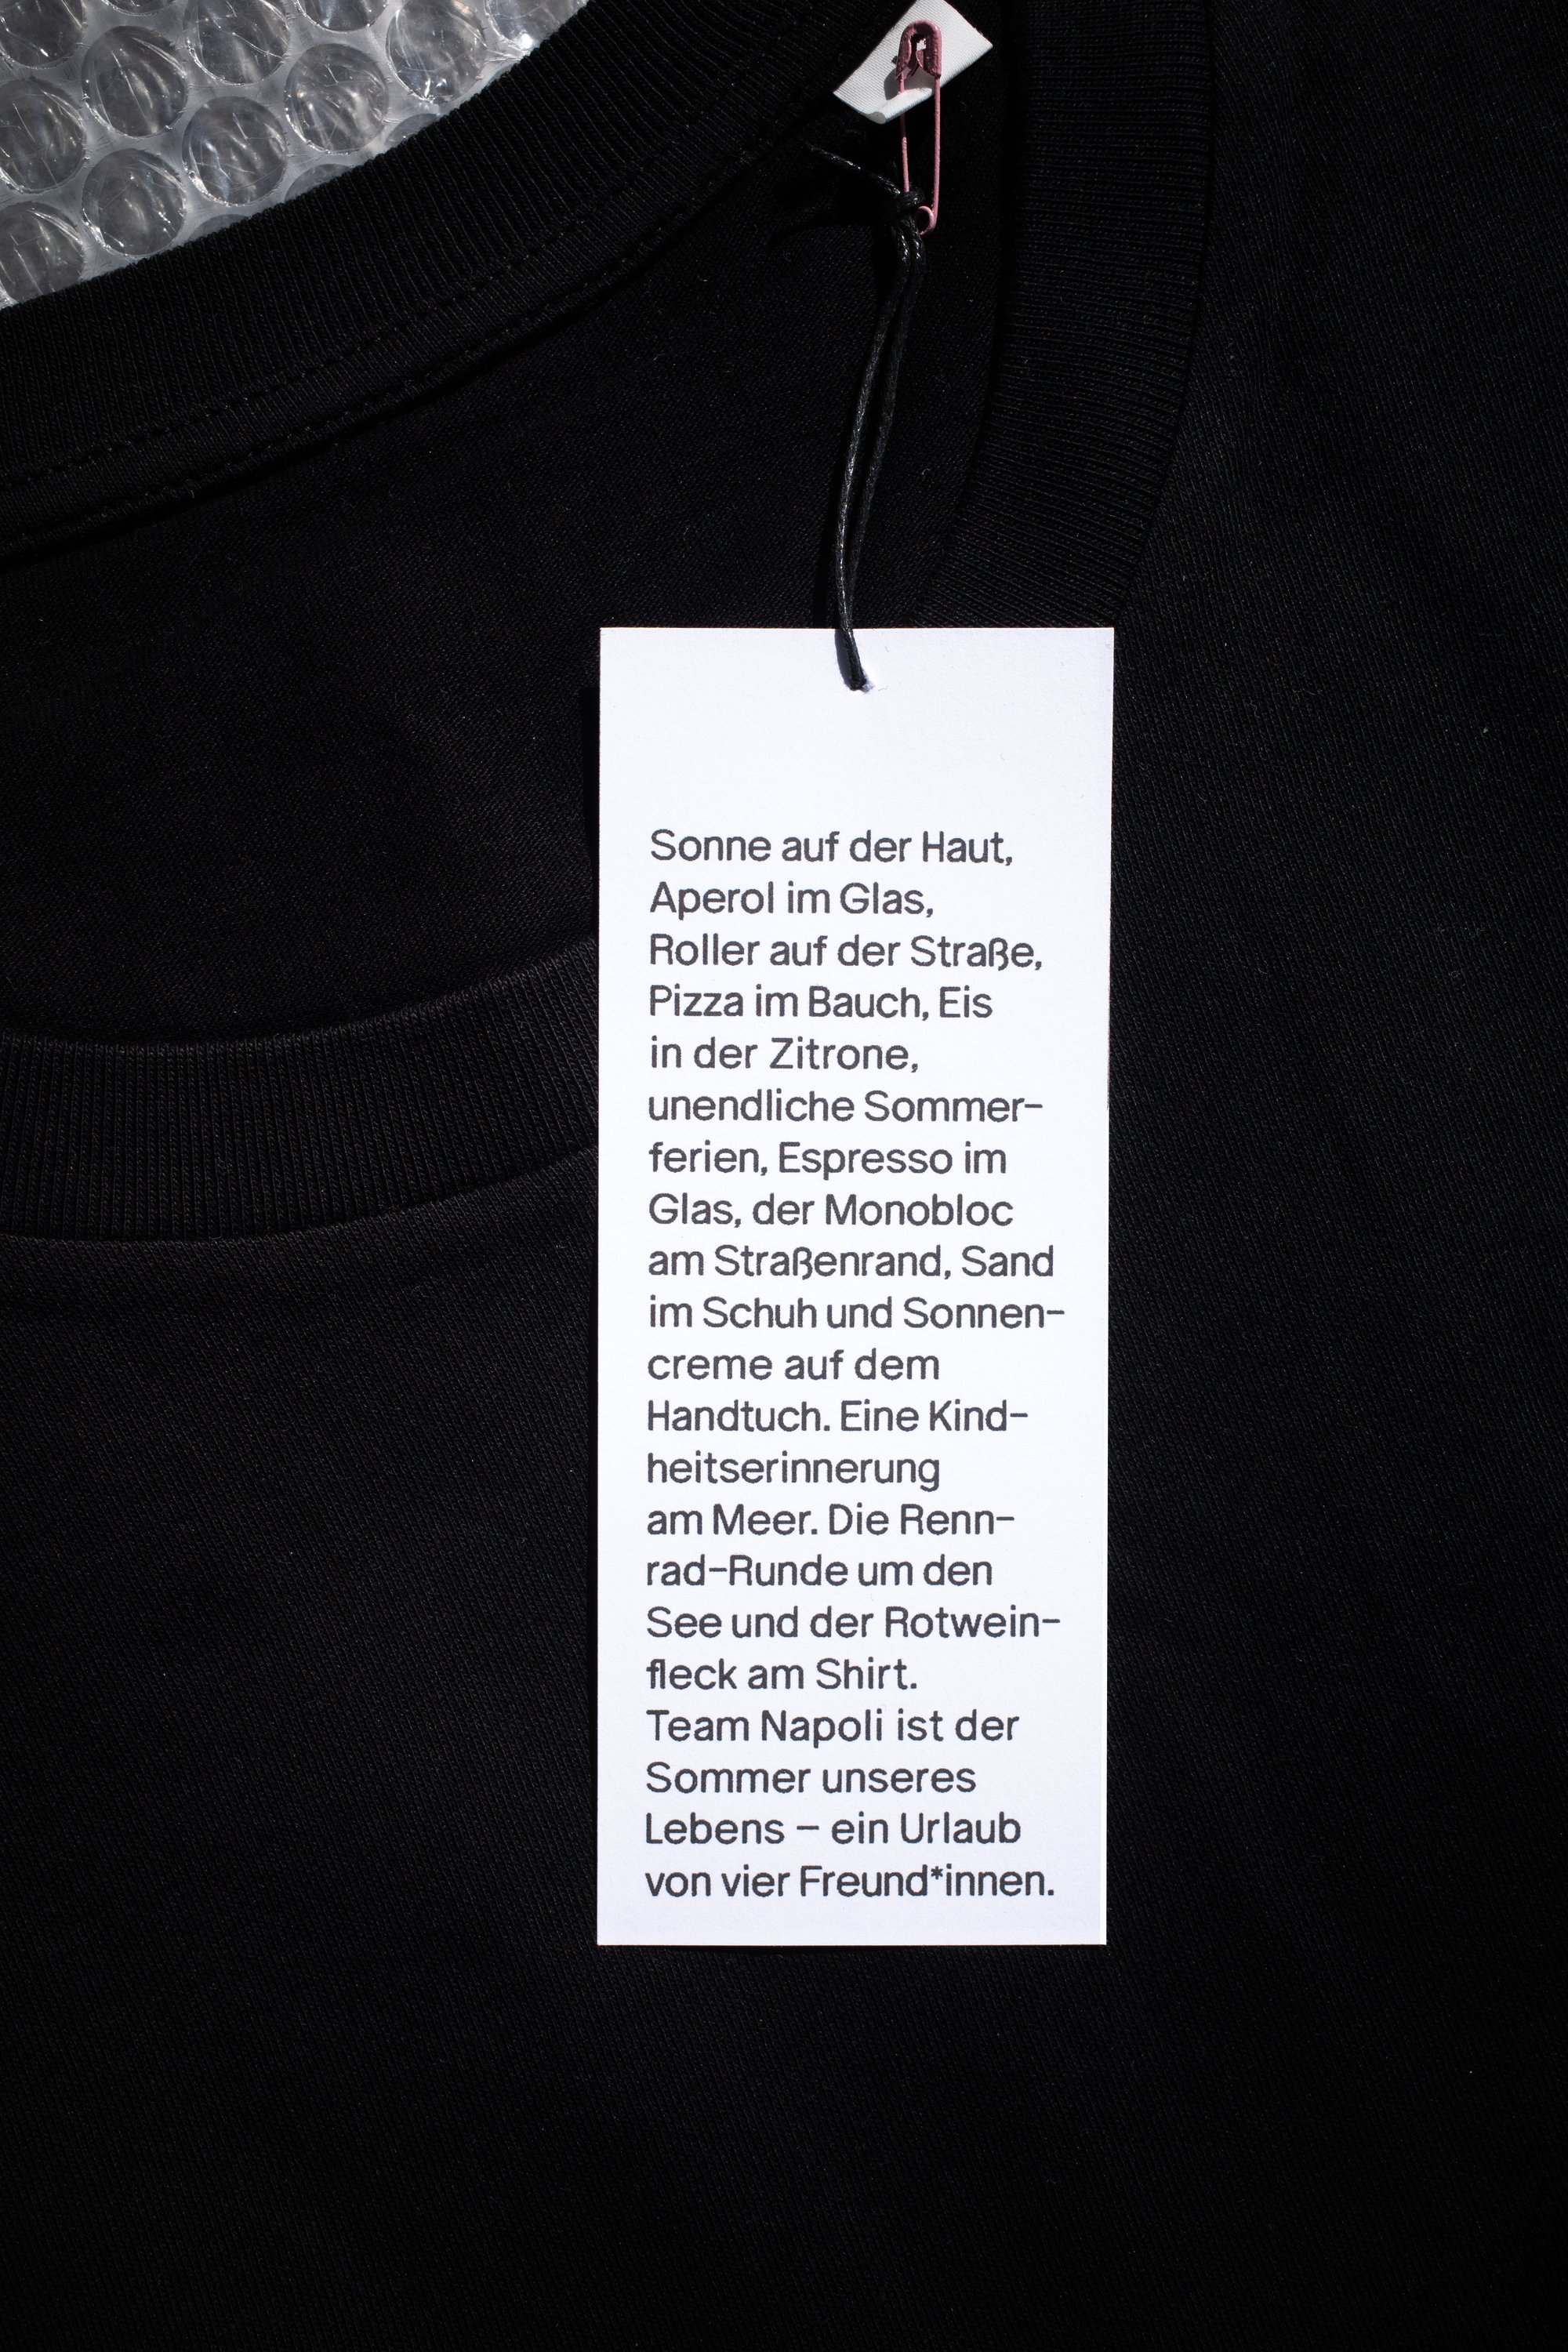 Sonne auf der Haut,
Aperol im Glas,
Roller auf der Straße,
Pizza im Bauch, Eis
in der Zitrone,
unendliche Sommer-
ferien, Espresso im
Glas, der Monobloc
am Straßenrand, Sand
im Schuh und Sonnen-
creme auf dem
Handtuch. Eine Kind-
heitserinnerung
am Meer. Die Renn-
rad-Runde um den
See und der Rotwein-
fleck am Shirt.
Team Napoli ist der
Sommer unseres
Lebens – ein Urlaub
von vier Freund*innen.